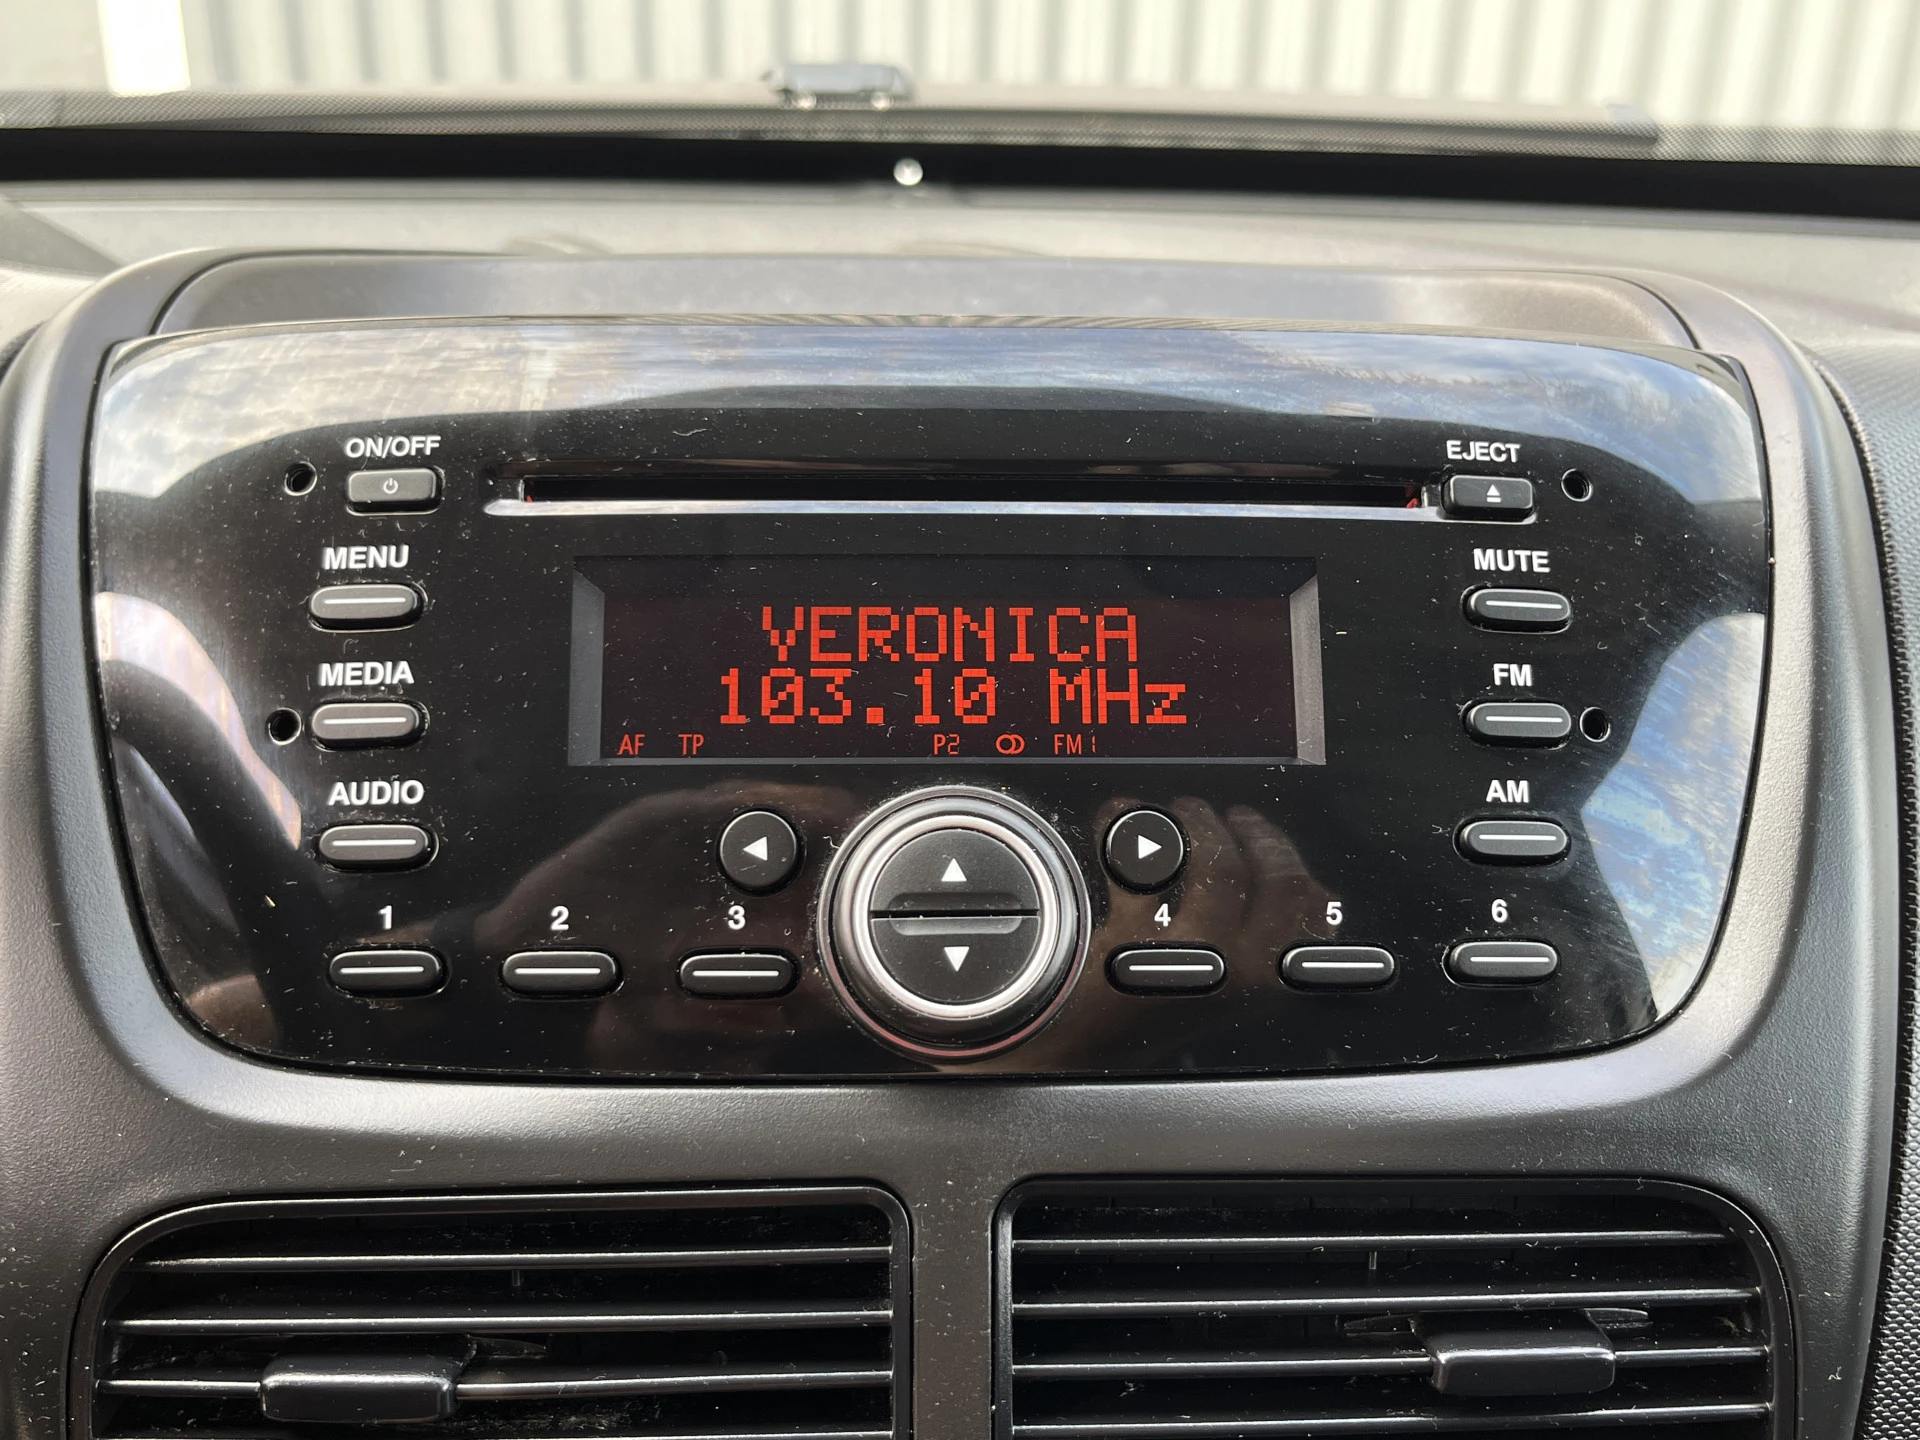 ON/OFF
EJECT
MENU
MUTE
VERONICA
MEDIA
FM
103.10 MHz
AF TP P2 FM1
AUDIO
AM
1 2 3 4 5 6